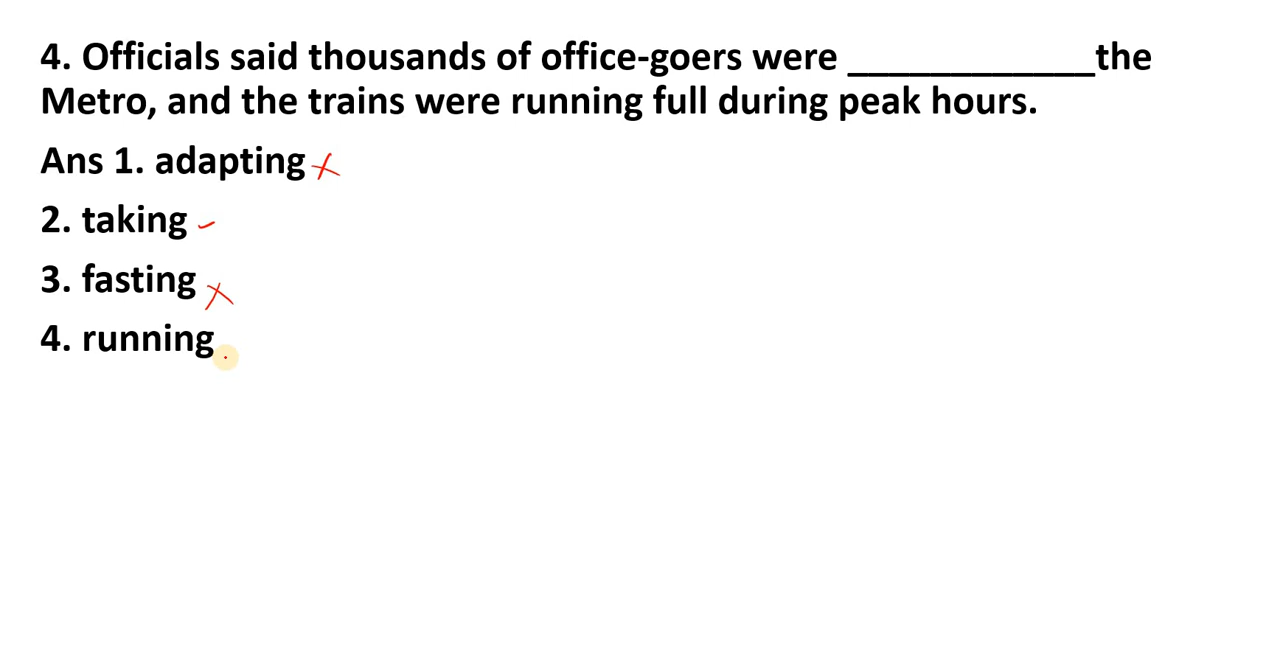 4. Officials said thousands of office-goers were ____________the
Metro, and the trains were running full during peak hours.
Ans 1. adapting
2. taking
3. fasting
4. running